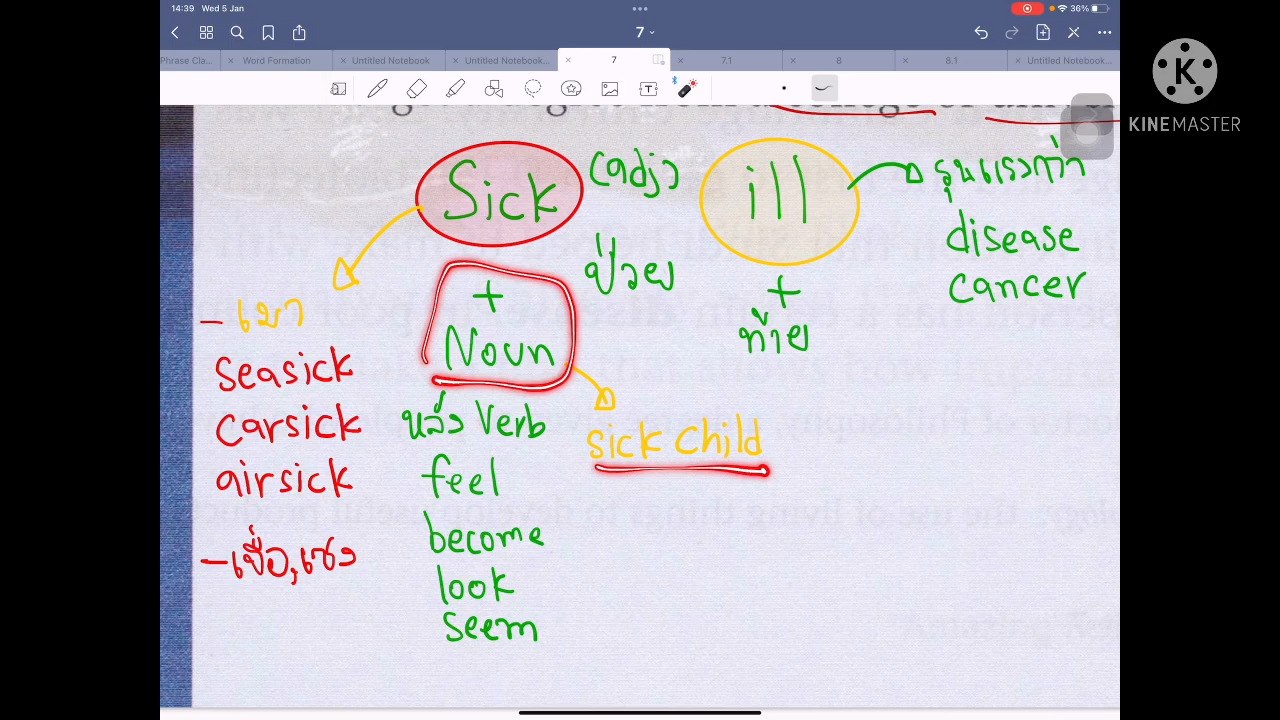 14:39 Wed 5 Jan
36%
7
Phrase Cla...
Word Formation
Untitled Notebook
Untitled Notebook...
7
7.1
8
8.1
Untitled Notebook...
K
KINEMASTER
Sick
(adj)
ill
ป่วย
รุนแรงมาก
disease
cancer
+
Noun
+
ท้าย
- เมา
seasick
carsick
airsick
- เบื่อ, เซ็ง
หลัง Verb
feel
become
look
seem
sick child